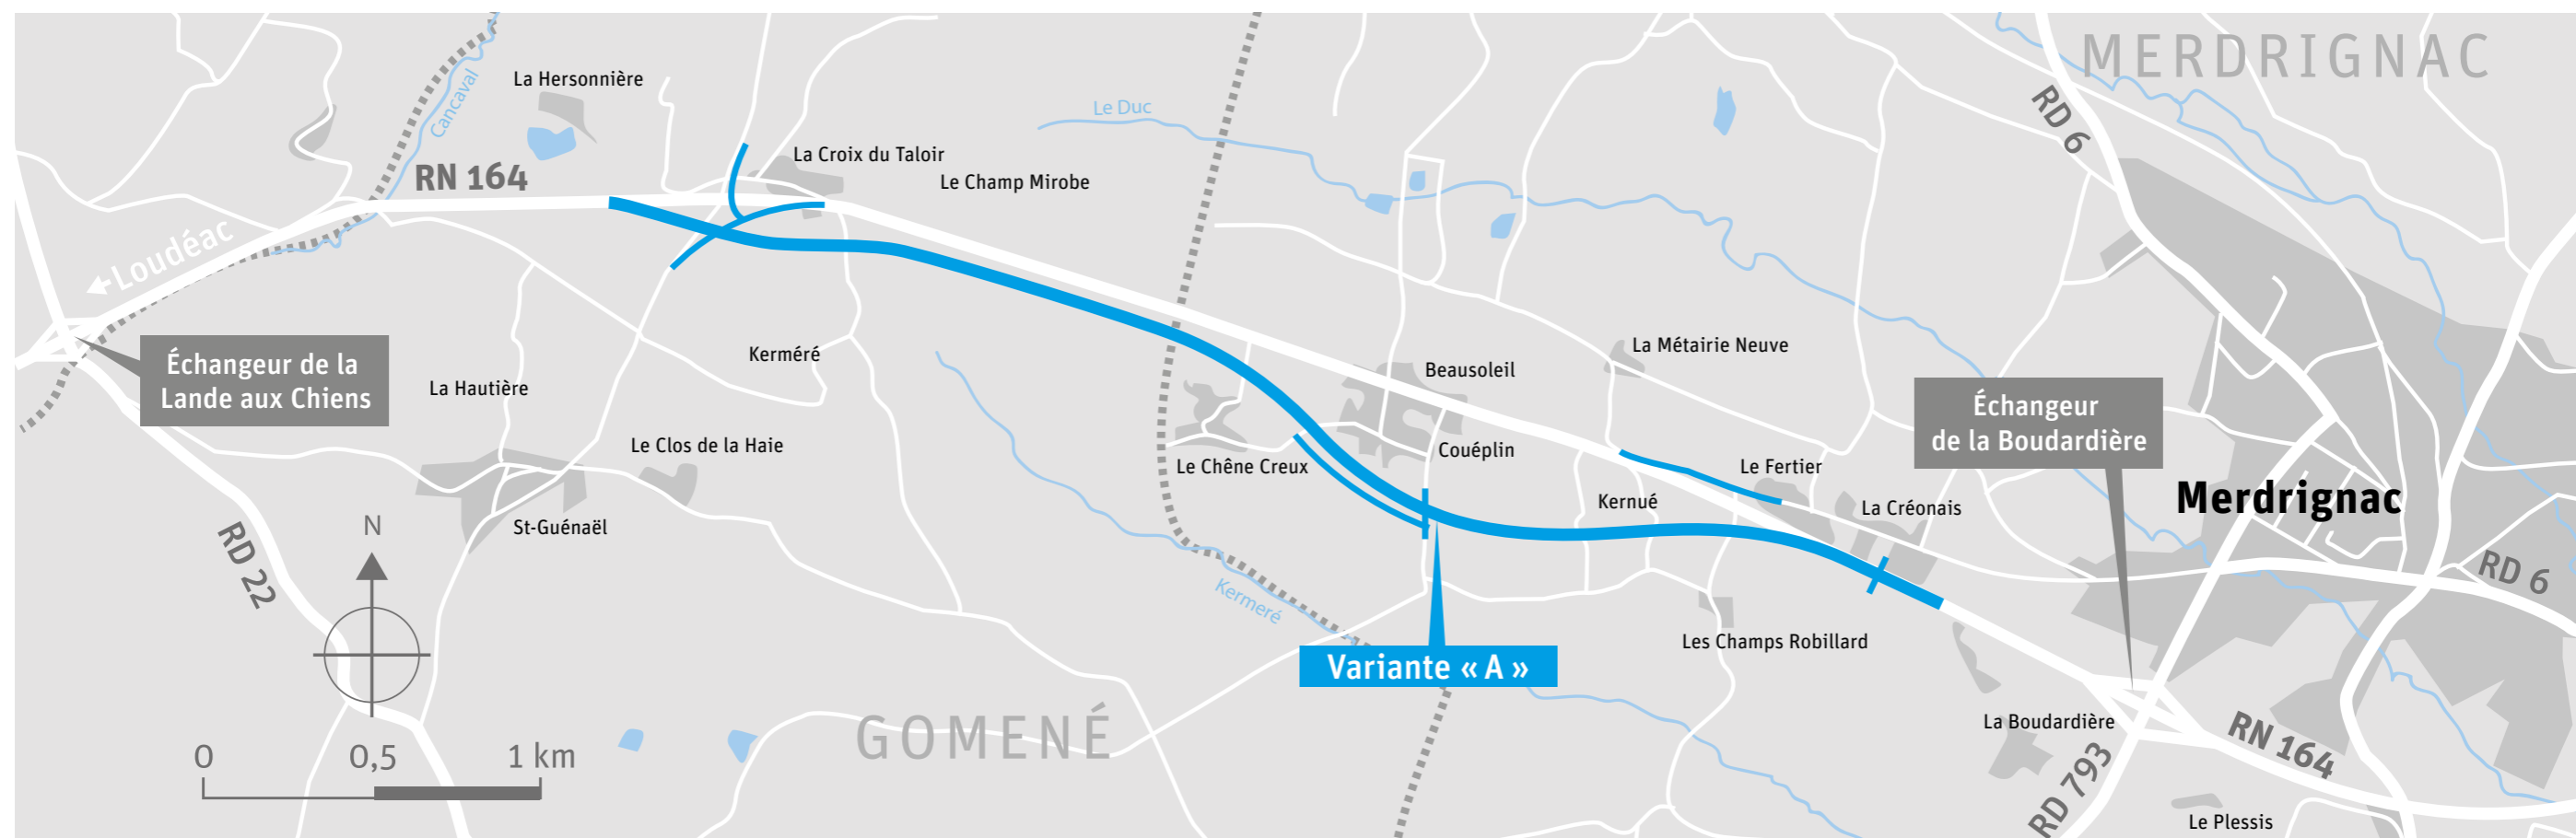 MERDRIGNAC
La Hersonnière
Cancaval
RD 6
Le Duc
La Croix du Taloir
RN 164
Le Champ Mirobe
Loudéac
Échangeur de la
Lande aux Chiens
Kerméré
La Hautière
La Métairie Neuve
Beausoleil
Échangeur
de la Boudardière
Le Clos de la Haie
Couéplin
Le Chêne Creux
Le Fertier
Merdrignac
Kernué
La Créonais
St-Guénaël
N
RD 22
RD 6
Kermeré
Les Champs Robillard
Variante « A »
GOMENÉ
La Boudardière
RN 164
0 0,5 1 km
RD 793
Le Plessis